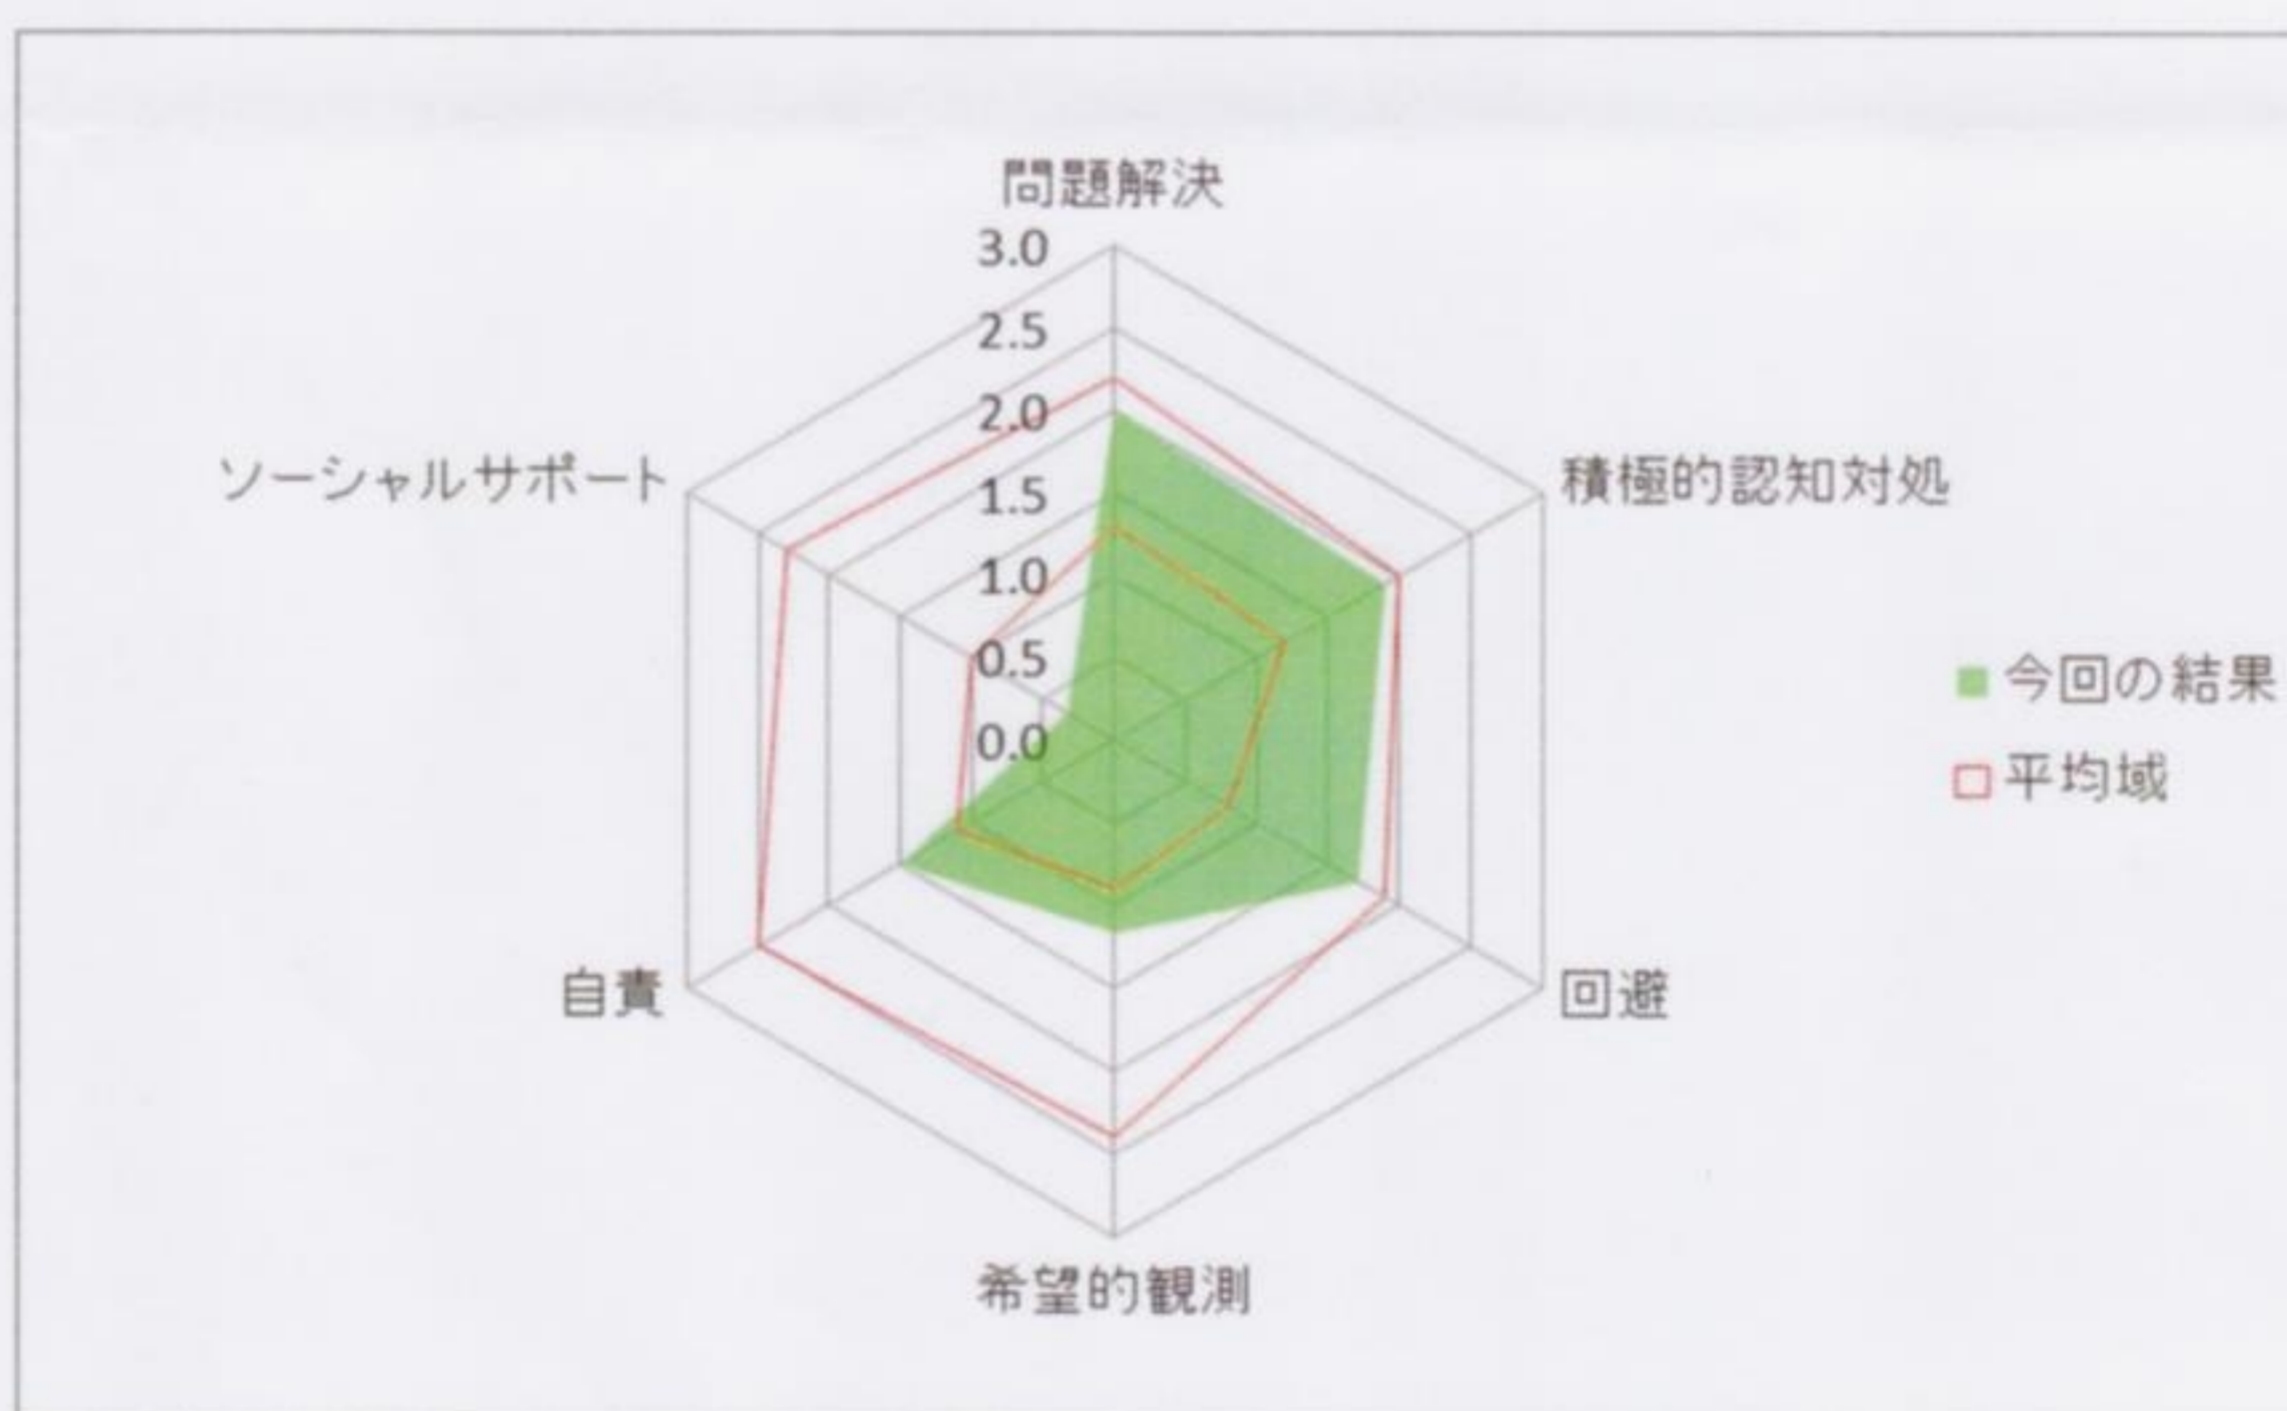 問題解決
3.0
2.5
2.0
1.5
1.0
0.5
0.0
ソーシャルサポート
積極的認知対処
今回の結果
平均域
自責
回避
希望的観測